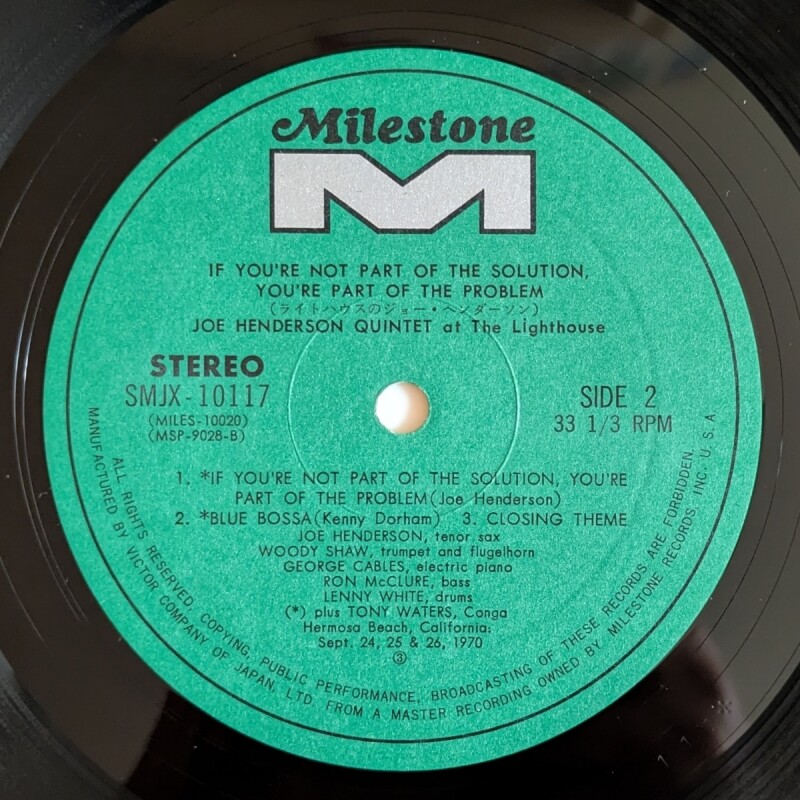 Milestone
IF YOU'RE NOT PART OF THE SOLUTION,
YOU'RE PART OF THE PROBLEM
(ライトハウスのジョー・ヘンダーソン)
JOE HENDERSON QUINTET at The Lighthouse
STEREO
SMJX-10117
(MILES-10020)
(MSP-9028-B)
SIDE 2
33 1/3 RPM
1. *IF YOU'RE NOT PART OF THE SOLUTION, YOU'RE
PART OF THE PROBLEM(Joe Henderson)
2. *BLUE BOSSA(Kenny Dorham) 3. CLOSING THEME
JOE HENDERSON, tenor sax
WOODY SHAW, trumpet and flugelhorn
GEORGE CABLES, electric piano
RON McCLURE, bass
LENNY WHITE, drums
(*) plus TONY WATERS, Conga
Hermosa Beach, California:
Sept. 24, 25 & 26, 1970
③
ALL RIGHTS RESERVED. COPYING, PUBLIC PERFORMANCE, BROADCASTING OF THESE RECORDS ARE FORBIDDEN.
MANUFACTURED BY VICTOR COMPANY OF JAPAN, LTD. FROM A MASTER RECORDING OWNED BY MILESTONE RECORDS, INC. U.S.A